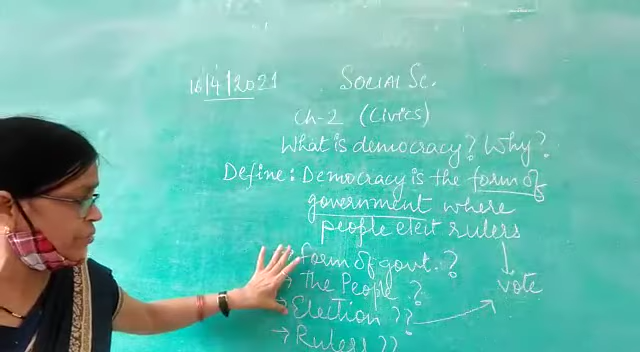 16/4/2021 SOCIAL Sc.
Ch-2 (Civics)
What is democracy? Why?
Define: Democracy is the form of
government where
people elect rulers
→ form of govt. ?
→ The People ?
→ Election ?? → vote
→ Rulers ??